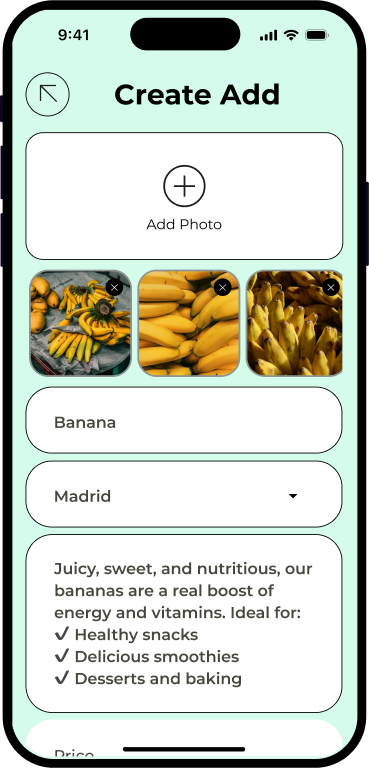 9:41
Create Add
Add Photo
Banana
Madrid
Juicy, sweet, and nutritious, our
bananas are a real boost of
energy and vitamins. Ideal for:
✓ Healthy snacks
✓ Delicious smoothies
✓ Desserts and baking
Price